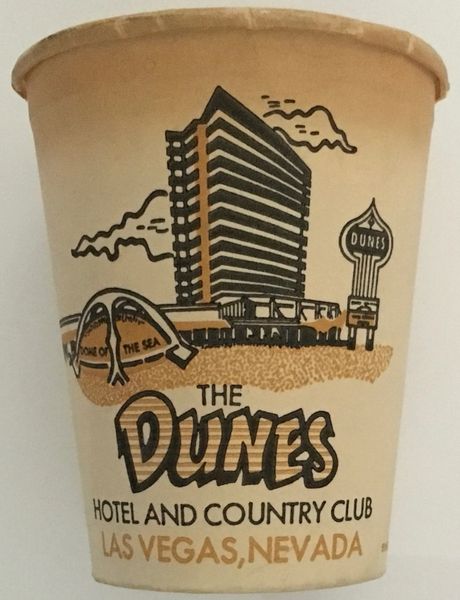 DUNES
DOME OF THE SEA
THE
DUNES
HOTEL AND COUNTRY CLUB
LAS VEGAS, NEVADA